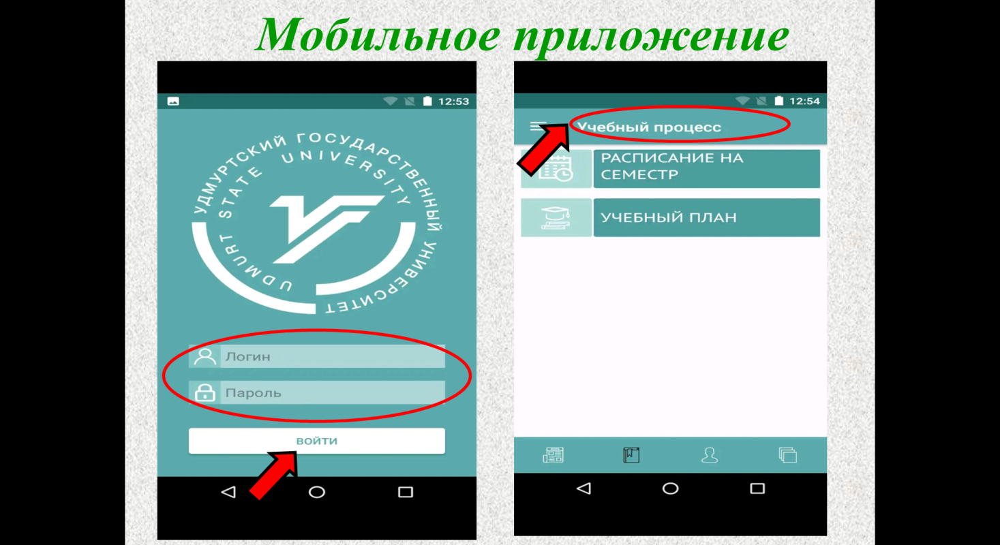 Мобильное приложение
12:53
УДМУРТСКИЙ ГОСУДАРСТВЕННЫЙ УНИВЕРСИТЕТ
UDMURT STATE UNIVERSITY
Логин
Пароль
ВОЙТИ
12:54
Учебный процесс
РАСПИСАНИЕ НА
СЕМЕСТР
УЧЕБНЫЙ ПЛАН